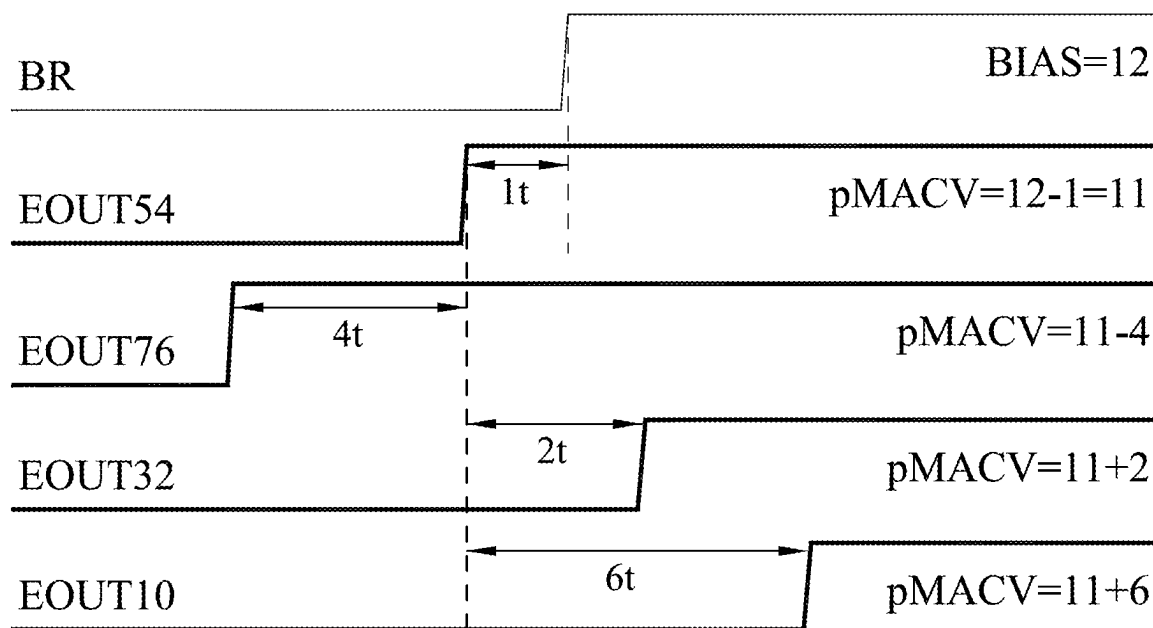 BR
BIAS=12
1t
EOUT54
pMACV=12-1=11
4t
EOUT76
pMACV=11-4
2t
EOUT32
pMACV=11+2
6t
EOUT10
pMACV=11+6